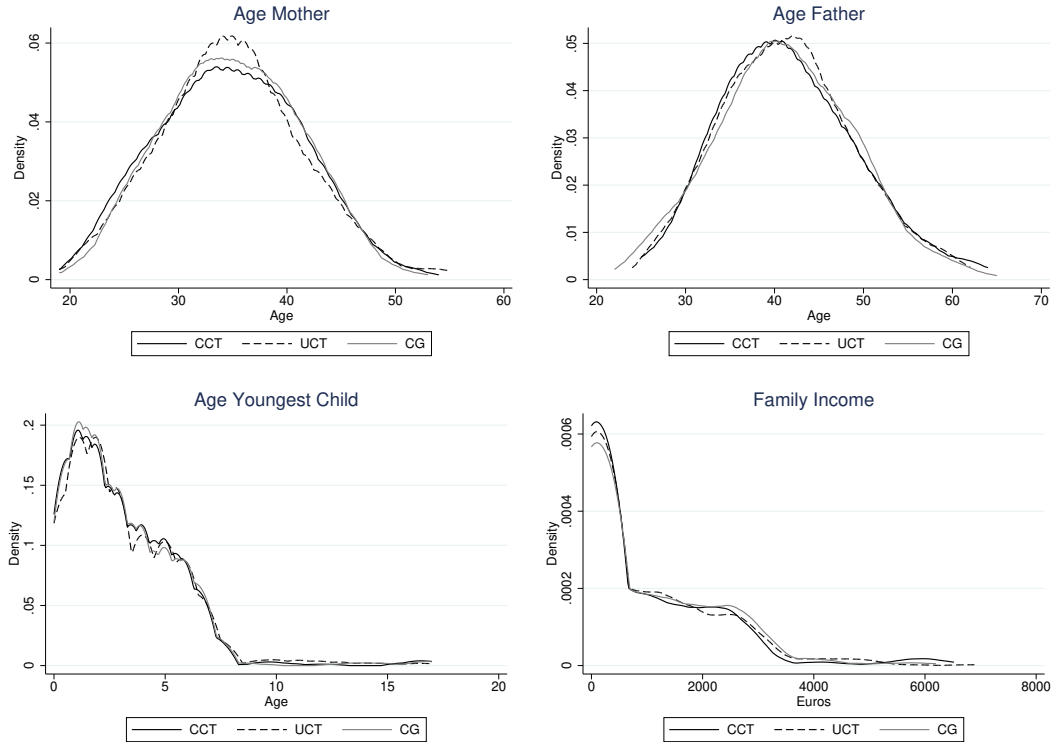 Age Mother
Density
0 .02 .04 .06
20 30 40 50 60
Age
CCT UCT CG
Age Father
Density
0 .01 .02 .03 .04 .05
20 30 40 50 60 70
Age
CCT UCT CG
Age Youngest Child
Density
0 .05 .1 .15 .2
0 5 10 15 20
Age
CCT UCT CG
Family Income
Density
0 .0002 .0004 .0006
0 2000 4000 6000 8000
Euros
CCT UCT CG